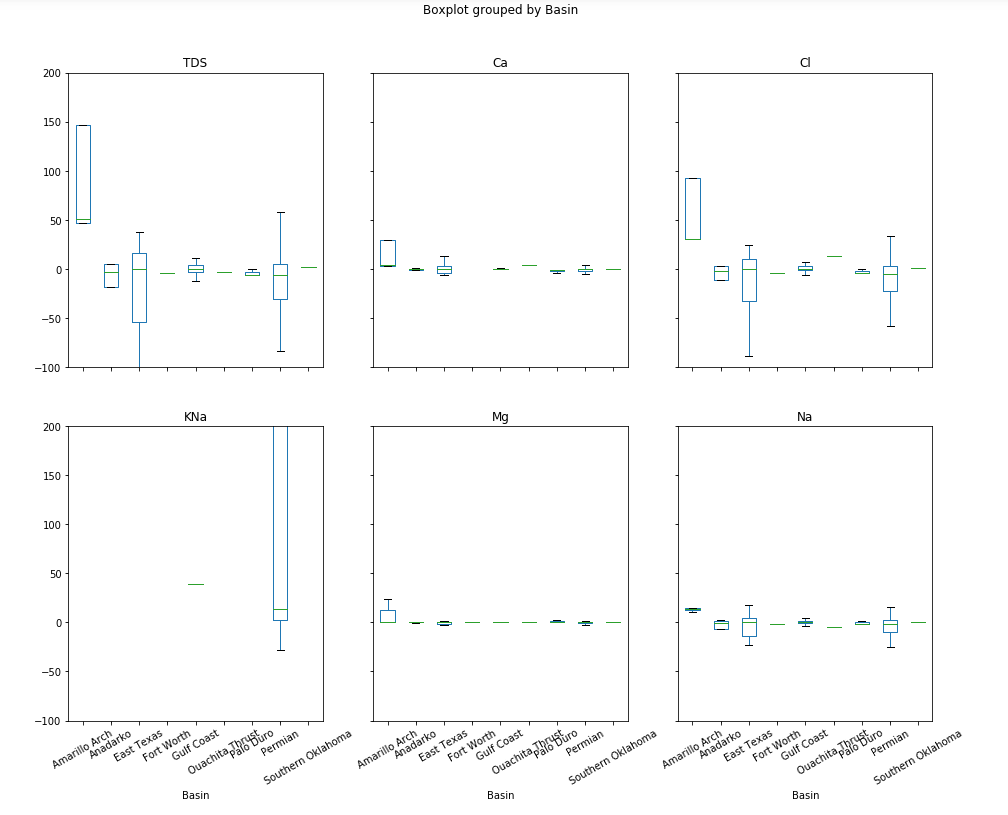 Boxplot grouped by Basin
TDS
Ca
Cl
200
150
100
50
0
−50
−100
KNa
Mg
Na
200
150
100
50
0
−50
−100
Amarillo Arch
Anadarko
East Texas
Fort Worth
Gulf Coast
Ouachita Thrust
Palo Duro
Permian
Southern Oklahoma
Amarillo Arch
Anadarko
East Texas
Fort Worth
Gulf Coast
Ouachita Thrust
Palo Duro
Permian
Southern Oklahoma
Amarillo Arch
Anadarko
East Texas
Fort Worth
Gulf Coast
Ouachita Thrust
Palo Duro
Permian
Southern Oklahoma
Basin
Basin
Basin